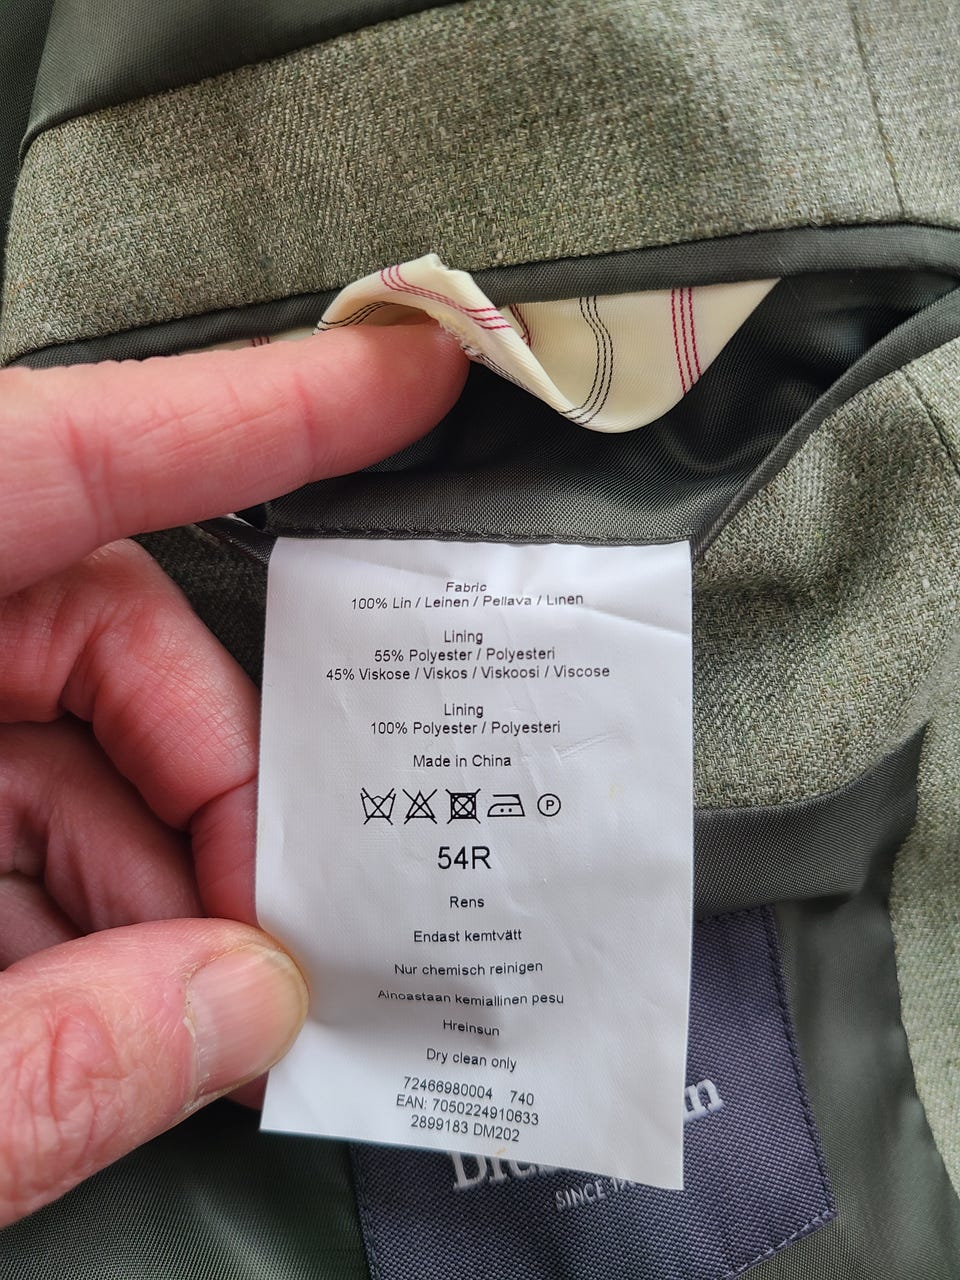 Fabric
100% Lin / Leinen / Pellava / Linen
Lining
55% Polyester / Polyesteri
45% Viskose / Viskos / Viskoosi / Viscose
Lining
100% Polyester / Polyesteri
Made in China
P
54R
Rens
Endast kemtvätt
Nur chemisch reinigen
Ainoastaan kemiallinen pesu
Hreinsun
Dry clean only
72466980004 740
EAN: 7050224910633
2899183 DM202
SINCE